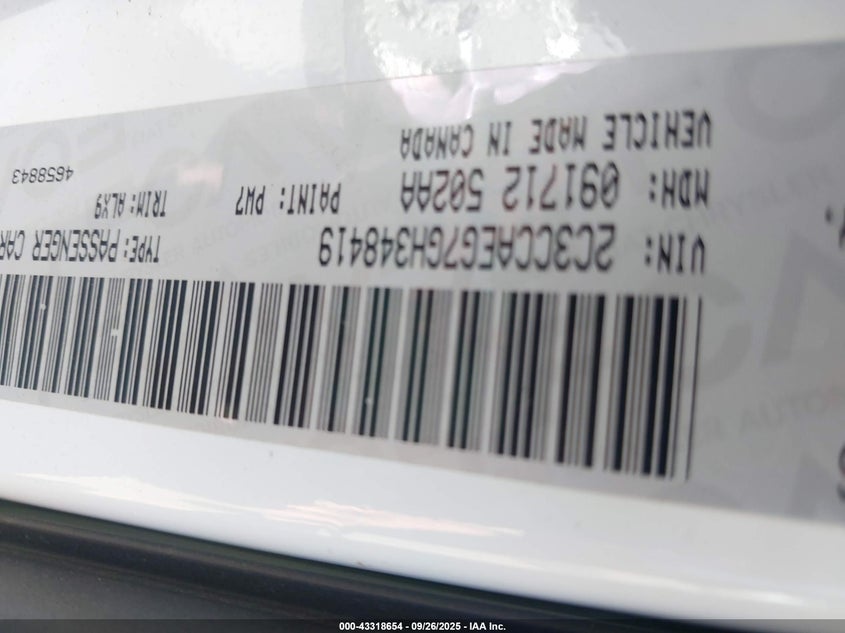 VIN: 2C3CCAEG7GH348419 TYPE: PASSENGER CAR
MDH: 091712 502AA PAINT: PW7 TRIM: ALX9
VEHICLE MADE IN CANADA 4658843
000-43318654 - 09/26/2025 - IAA Inc.